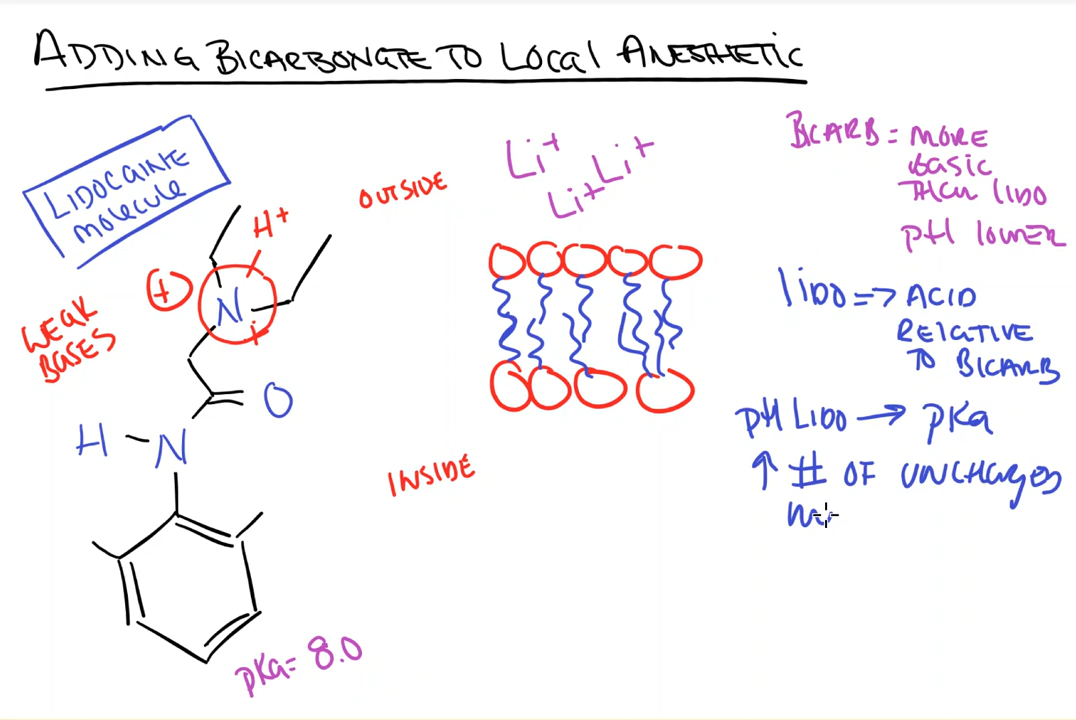 ADDING BICARBONATE TO LOCAL ANESTHETIC
LIDOCAINE
MOLECULE
H+
+
N
+
WEAK
BASES
O
H - N
pKa= 8.0
OUTSIDE
Li+
Li+
Li+
INSIDE
BICARB = MORE
BASIC
THAN LIDO
pH LOWER
LIDO => ACID
RELATIVE
TO BICARB
pH LIDO → pKa
↑ # OF UNCHARGED